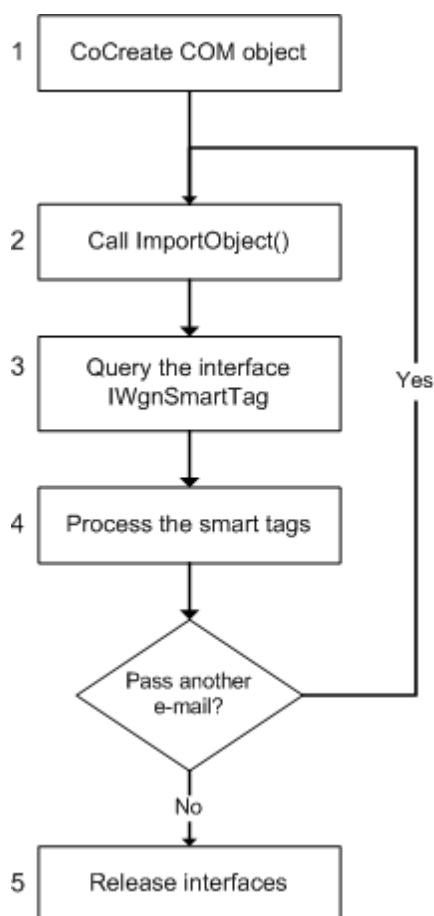 1 CoCreate COM object
2 Call ImportObject()
3 Query the interface
IWgnSmartTag
Yes
4 Process the smart tags
Pass another
e-mail?
No
5 Release interfaces